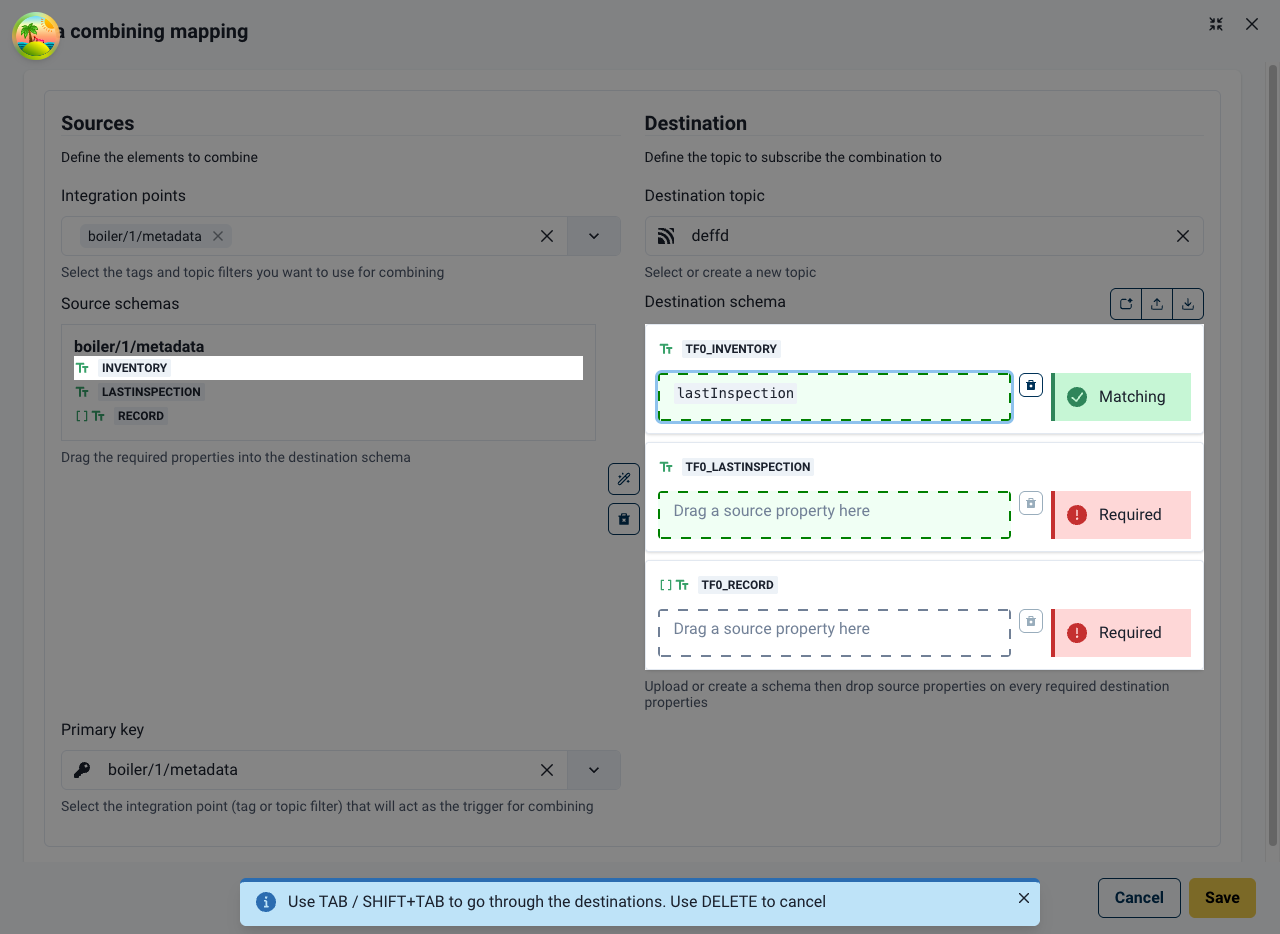 a combining mapping
Sources
Define the elements to combine
Integration points
boiler/1/metadata
Select the tags and topic filters you want to use for combining
Source schemas
boiler/1/metadata
INVENTORY
LASTINSPECTION
RECORD
Drag the required properties into the destination schema
Primary key
boiler/1/metadata
Select the integration point (tag or topic filter) that will act as the trigger for combining
Destination
Define the topic to subscribe the combination to
Destination topic
deffd
Select or create a new topic
Destination schema
TF0_INVENTORY
lastInspection
Matching
TF0_LASTINSPECTION
Drag a source property here
Required
TF0_RECORD
Drag a source property here
Required
Upload or create a schema then drop source properties on every required destination
properties
Use TAB / SHIFT+TAB to go through the destinations. Use DELETE to cancel
Cancel
Save